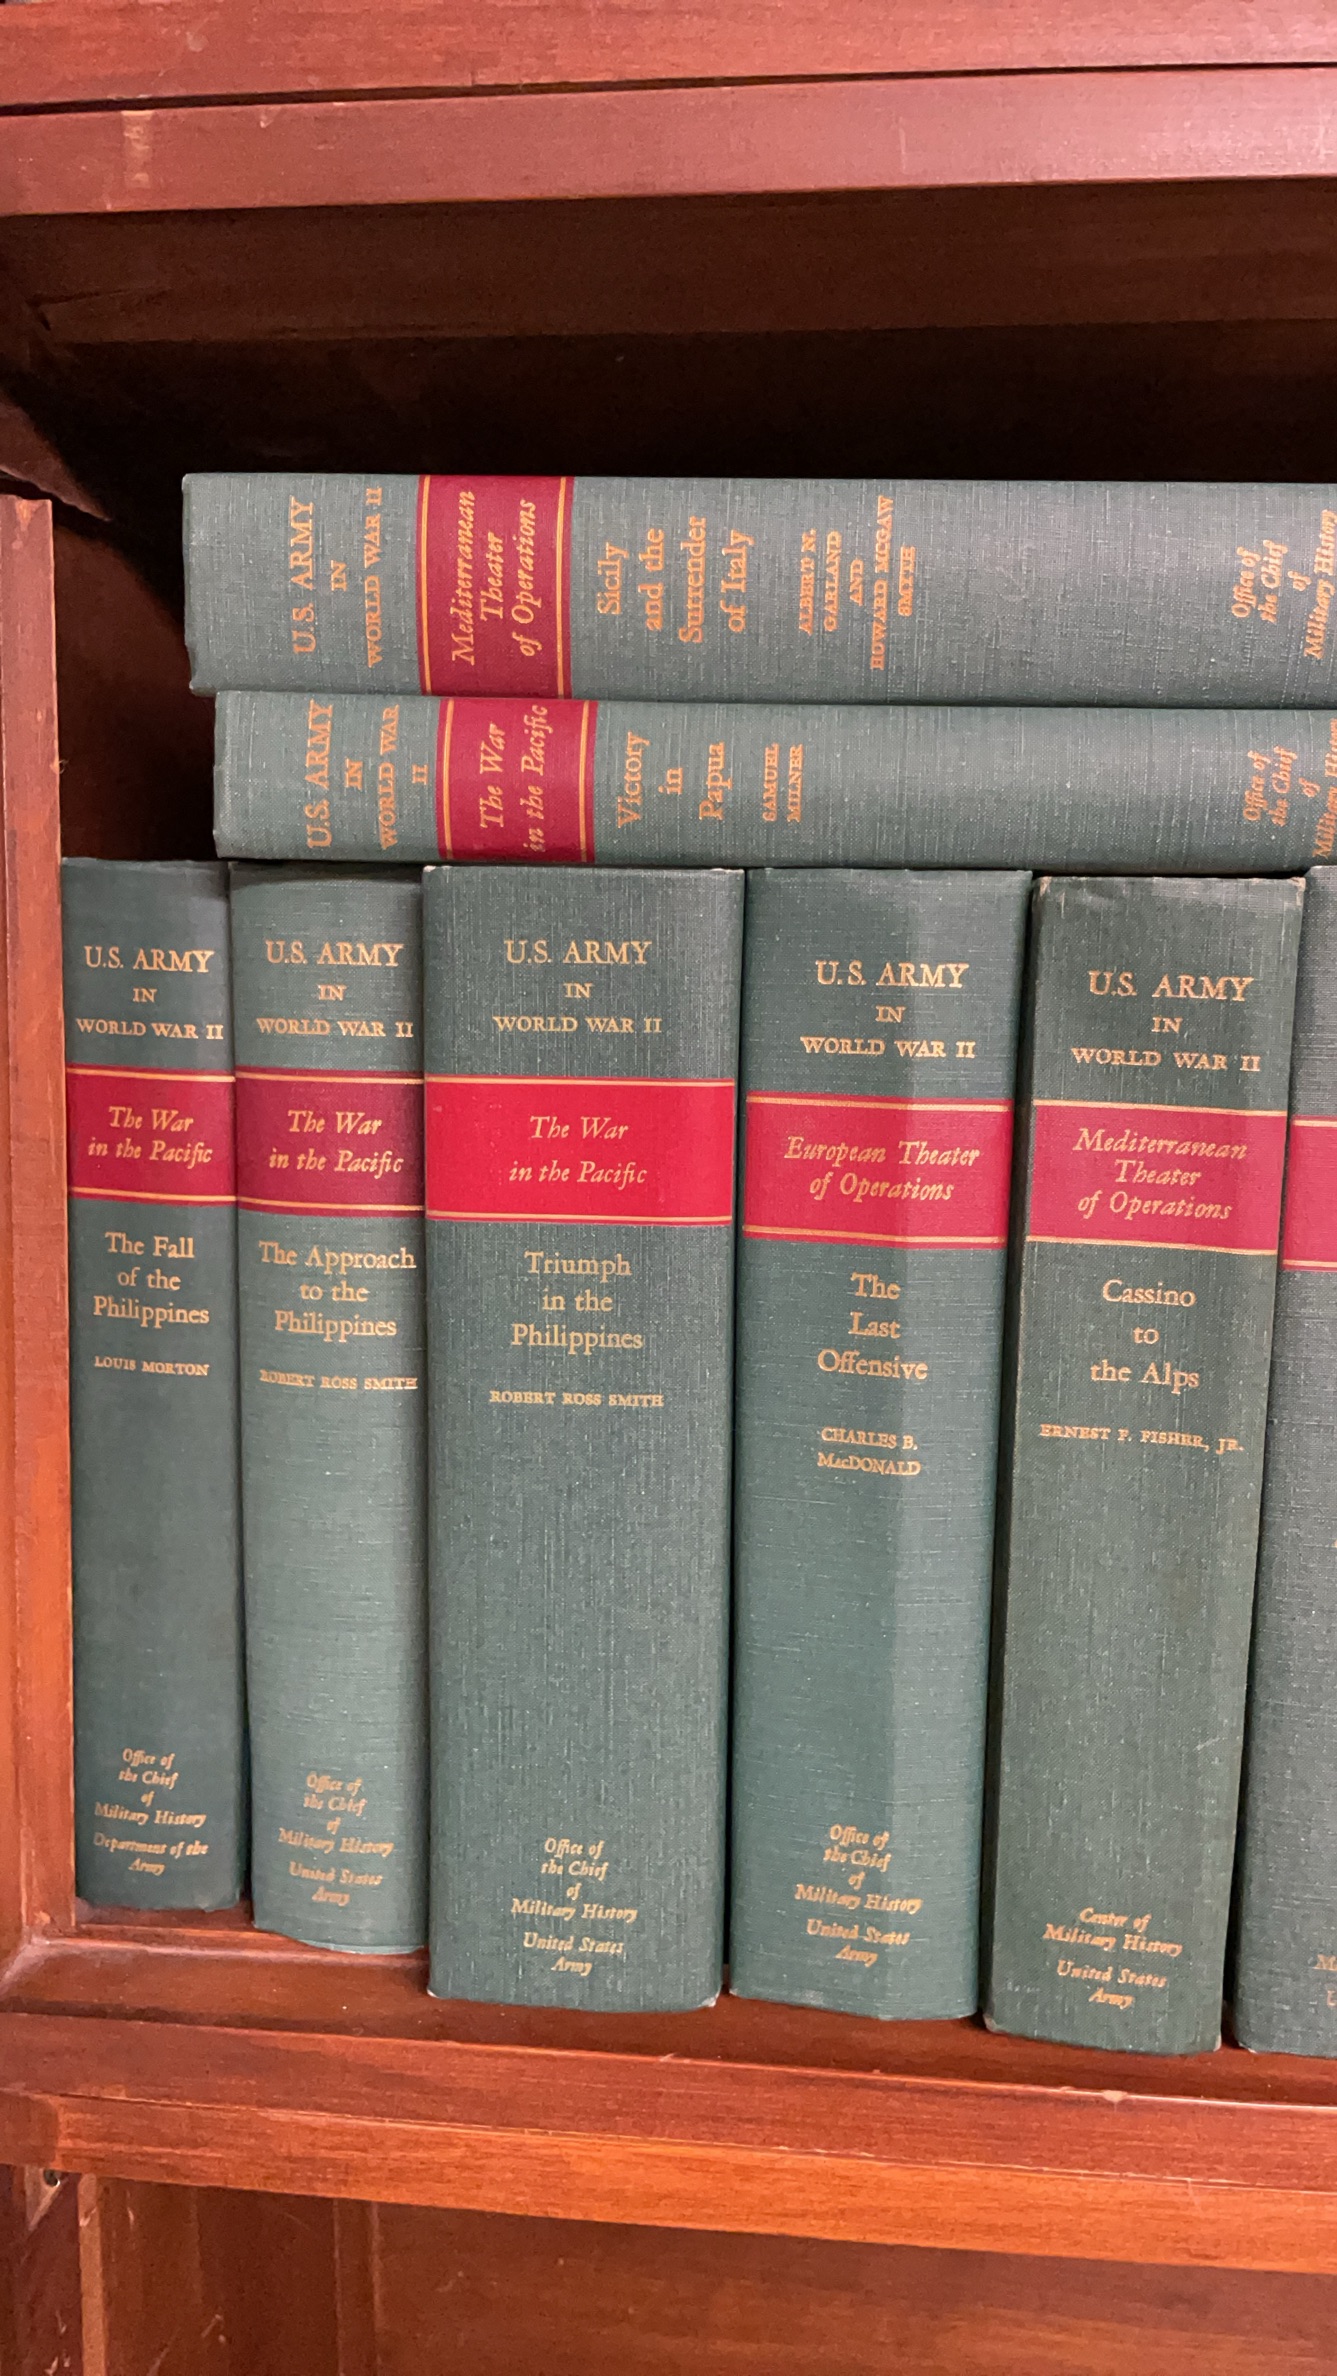 U.S. ARMY
IN
WORLD WAR II
Mediterranean
Theater
of Operations
Sicily
and the
Surrender
of Italy
ALBERT N.
GARLAND
AND
HOWARD MCGAW
SMYTH
Office of
the Chief
of
Military History
U.S. ARMY
IN
WORLD WAR
II
The War
in the Pacific
Victory
in
Papua
SAMUEL
MILNER
Office of
the Chief
of
Military
U.S. ARMY
IN
WORLD WAR II
The War
in the Pacific
The Fall
of the
Philippines
LOUIS MORTON
Office of
the Chief
of
Military History
Department of the
Army
U.S. ARMY
IN
WORLD WAR II
The War
in the Pacific
The Approach
to the
Philippines
ROBERT ROSS SMITH
Office of
the Chief
of
Military History
United States
Army
U.S. ARMY
IN
WORLD WAR II
The War
in the Pacific
Triumph
in the
Philippines
ROBERT ROSS SMITH
Office of
the Chief
of
Military History
United States
Army
U.S. ARMY
IN
WORLD WAR II
European Theater
of Operations
The
Last
Offensive
CHARLES B.
MacDONALD
Office of
the Chief
of
Military History
United States
Army
U.S. ARMY
IN
WORLD WAR II
Mediterranean
Theater
of Operations
Cassino
to
the Alps
ERNEST F. FISHER, JR.
Center of
Military History
United States
Army